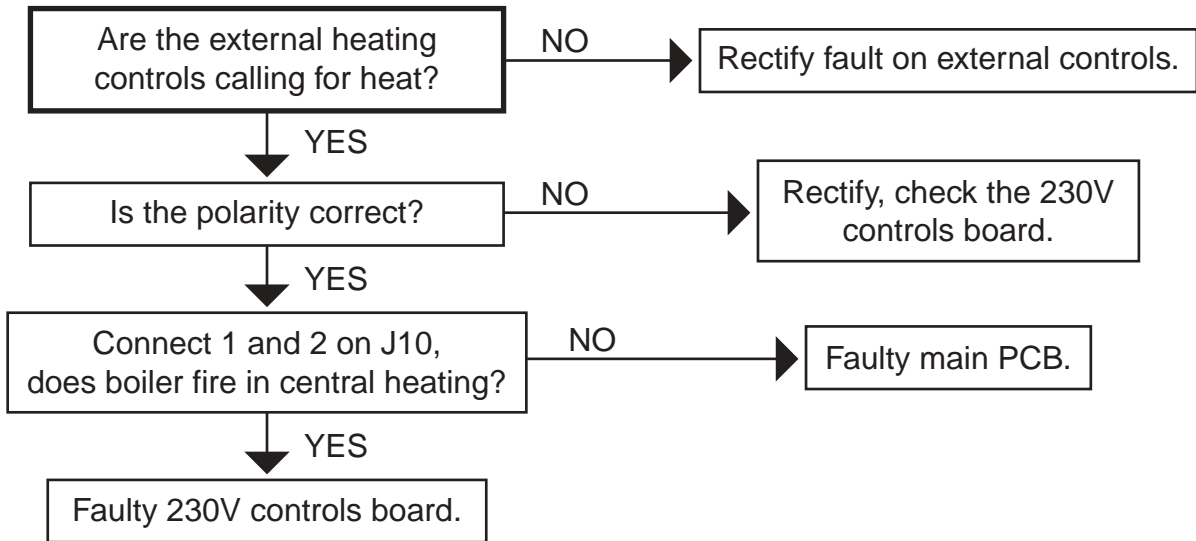 Are the external heating
controls calling for heat?
NO
Rectify fault on external controls.
YES
Is the polarity correct?
NO
Rectify, check the 230V
controls board.
YES
Connect 1 and 2 on J10,
does boiler fire in central heating?
NO
Faulty main PCB.
YES
Faulty 230V controls board.